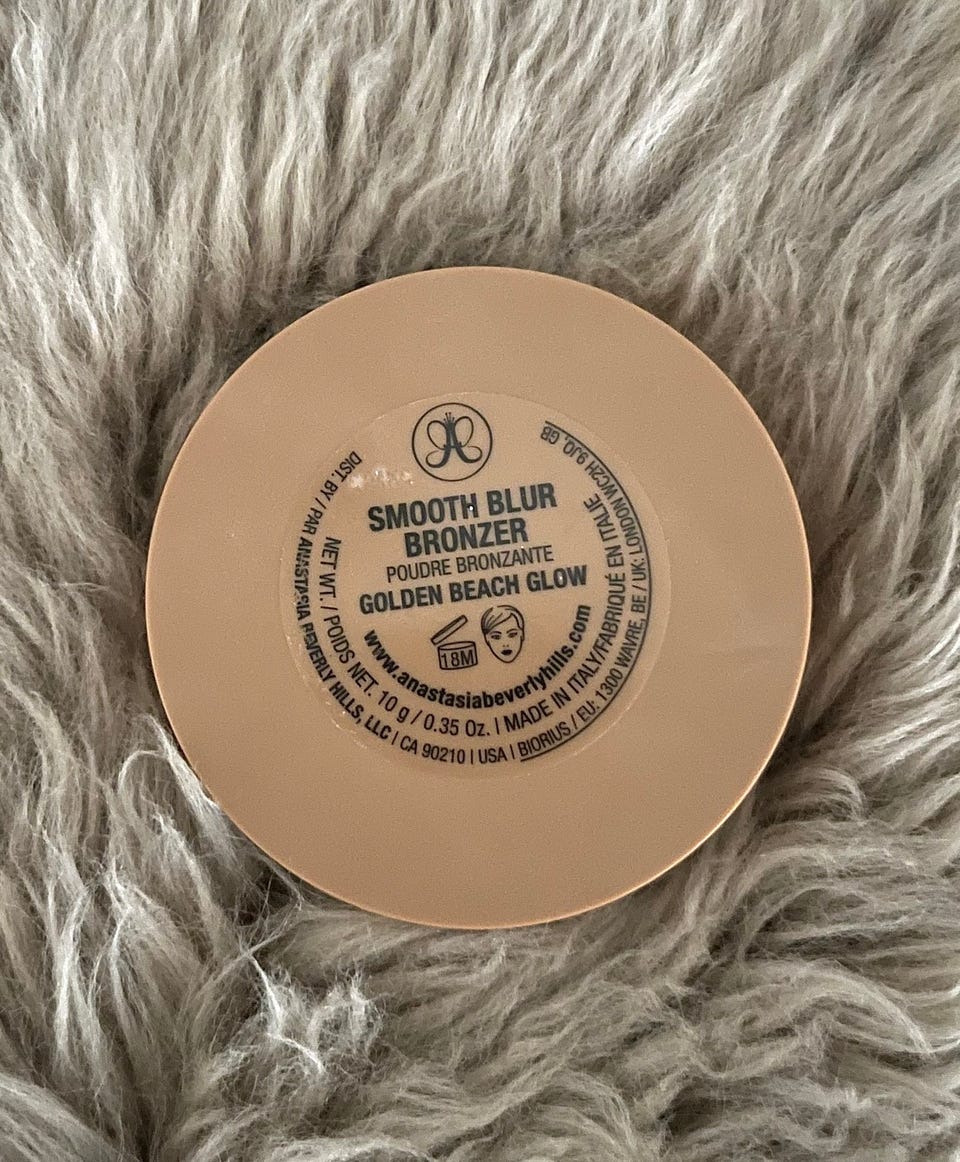 SMOOTH BLUR
BRONZER
POUDRE BRONZANTE
GOLDEN BEACH GLOW
18M
www.anastasiabeverlyhills.com
NET WT. / POIDS NET. 10 g / 0.35 Oz. | MADE IN ITALY/FABRIQUÉ EN ITALIE
DIST. BY / PAR ANASTASIA BEVERLY HILLS, LLC | CA 90210 | USA | BIORIUS / EU: 1300 WAVRE, BE / UK: LONDON WC2H 9JQ, GB